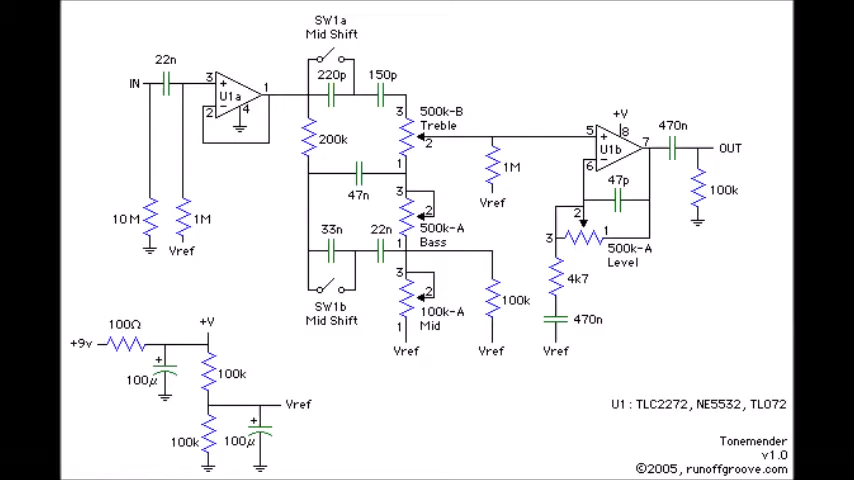 SW1a
Mid Shift
22n
220p
150p
IN
3
+
U1a
-
2
1
4
200k
3
500k-B
Treble
2
1
+V
8
5
+
U1b
-
6
7
470n
OUT
1M
Vref
47p
100k
47n
10M
1M
Vref
3
2
500k-A
Bass
1
2
3
1
500k-A
Level
33n
22n
SW1b
Mid Shift
3
2
100k-A
Mid
1
Vref
100k
Vref
4k7
470n
Vref
100Ω
+9v
+V
+
100µ
100k
Vref
100k
+
100µ
U1 : TLC2272, NE5532, TL072
Tonemender
v1.0
©2005, runoffgroove.com